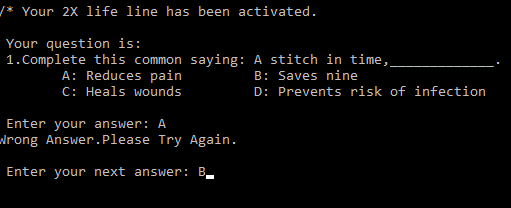 /* Your 2X life line has been activated.
Your question is:
1.Complete this common saying: A stitch in time,_____________.
A: Reduces pain B: Saves nine
C: Heals wounds D: Prevents risk of infection
Enter your answer: A
Wrong Answer.Please Try Again.
Enter your next answer: B